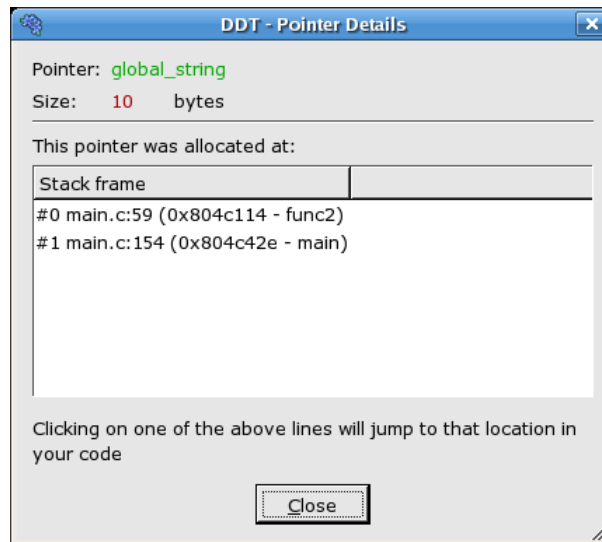 DDT - Pointer Details
Pointer: global_string
Size: 10 bytes
This pointer was allocated at:
Stack frame
#0 main.c:59 (0x804c114 - func2)
#1 main.c:154 (0x804c42e - main)
Clicking on one of the above lines will jump to that location in
your code
Close